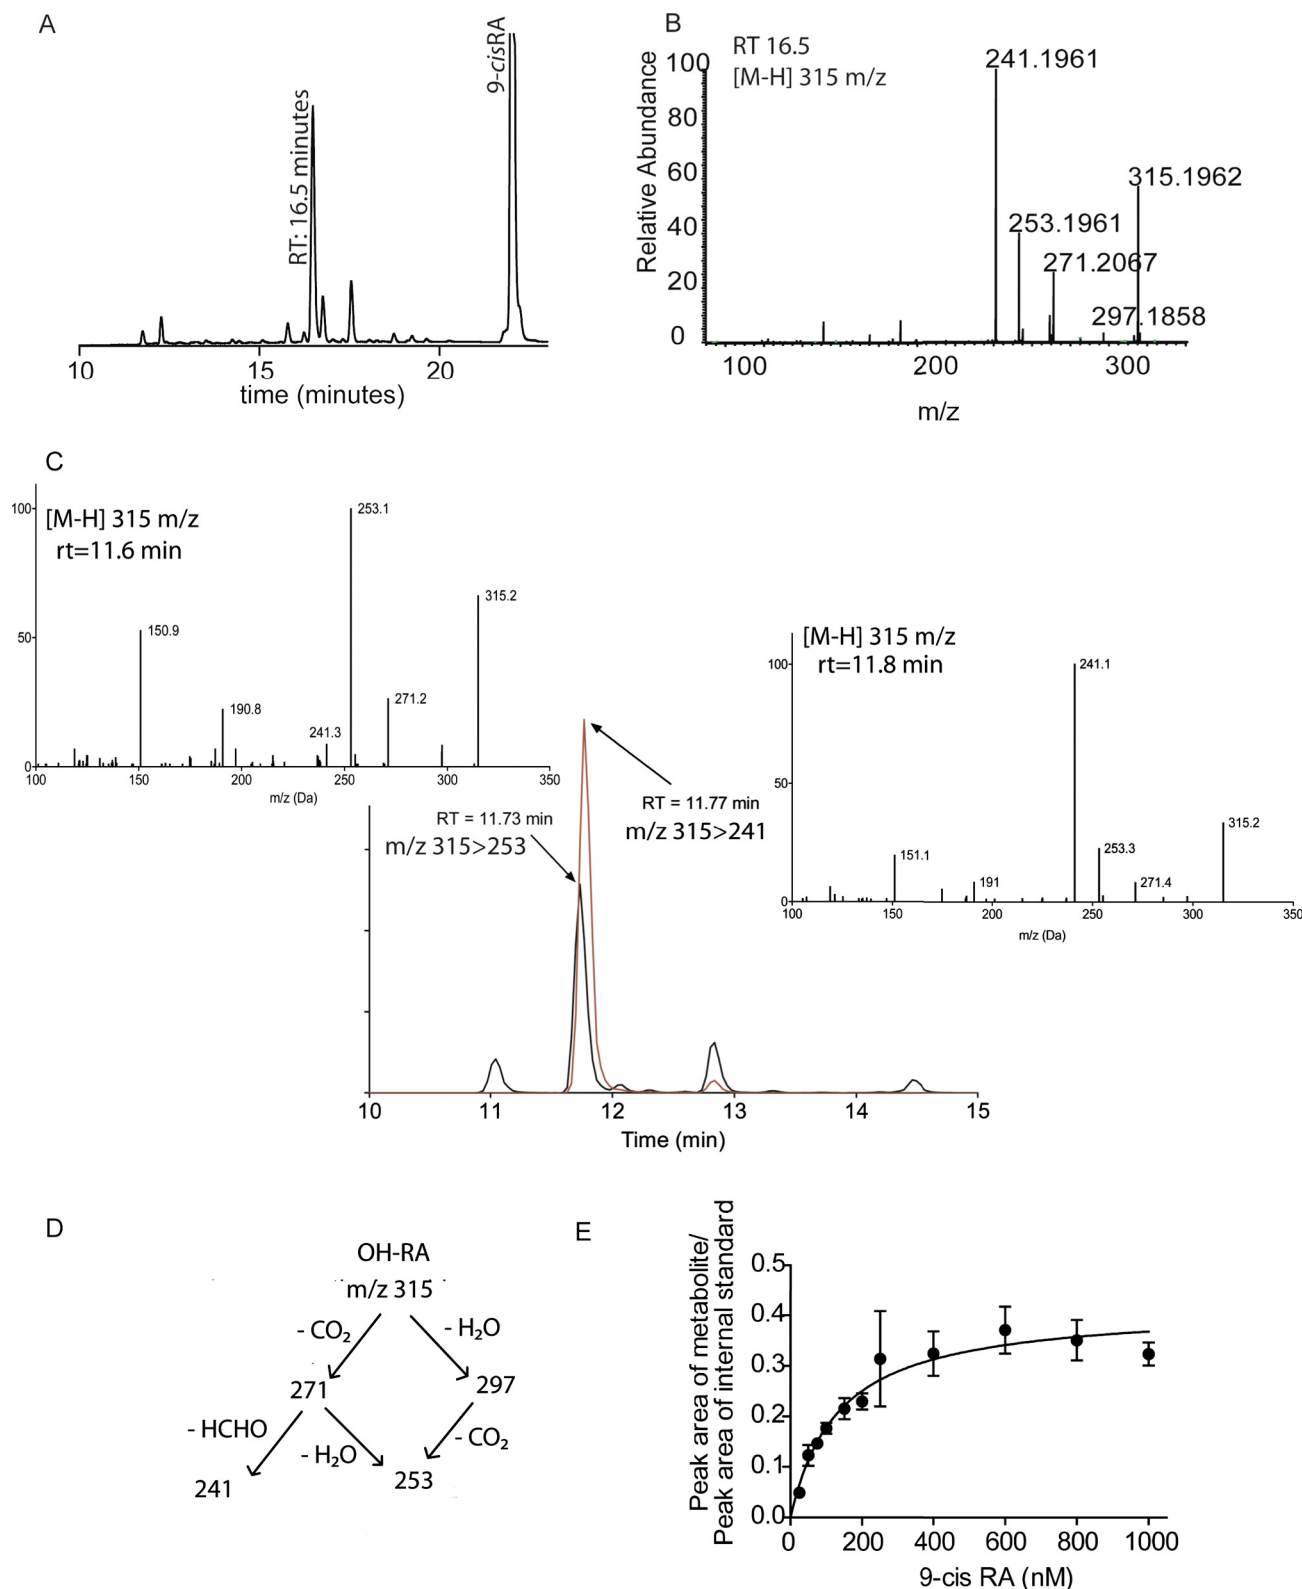 A
RT: 16.5 minutes
9-cisRA
10
15
20
time (minutes)
B
RT 16.5
[M-H] 315 m/z
Relative Abundance
100
80
60
40
20
0
241.1961
315.1962
253.1961
271.2067
297.1858
100
200
300
m/z
C
[M-H] 315 m/z
rt=11.6 min
100
50
0
253.1
315.2
150.9
271.2
190.8
241.3
100
150
200
250
300
350
m/z (Da)
[M-H] 315 m/z
rt=11.8 min
100
50
0
241.1
315.2
253.3
151.1
191
271.4
100
150
200
250
300
350
m/z (Da)
RT = 11.73 min
m/z 315>253
RT = 11.77 min
m/z 315>241
10
11
12
13
14
15
Time (min)
D
OH-RA
m/z 315
- CO₂
- H₂O
271
297
- HCHO
- H₂O
- CO₂
241
253
E
Peak area of metabolite/
Peak area of internal standard
0.5
0.4
0.3
0.2
0.1
0.0
0
200
400
600
800
1000
9-cis RA (nM)